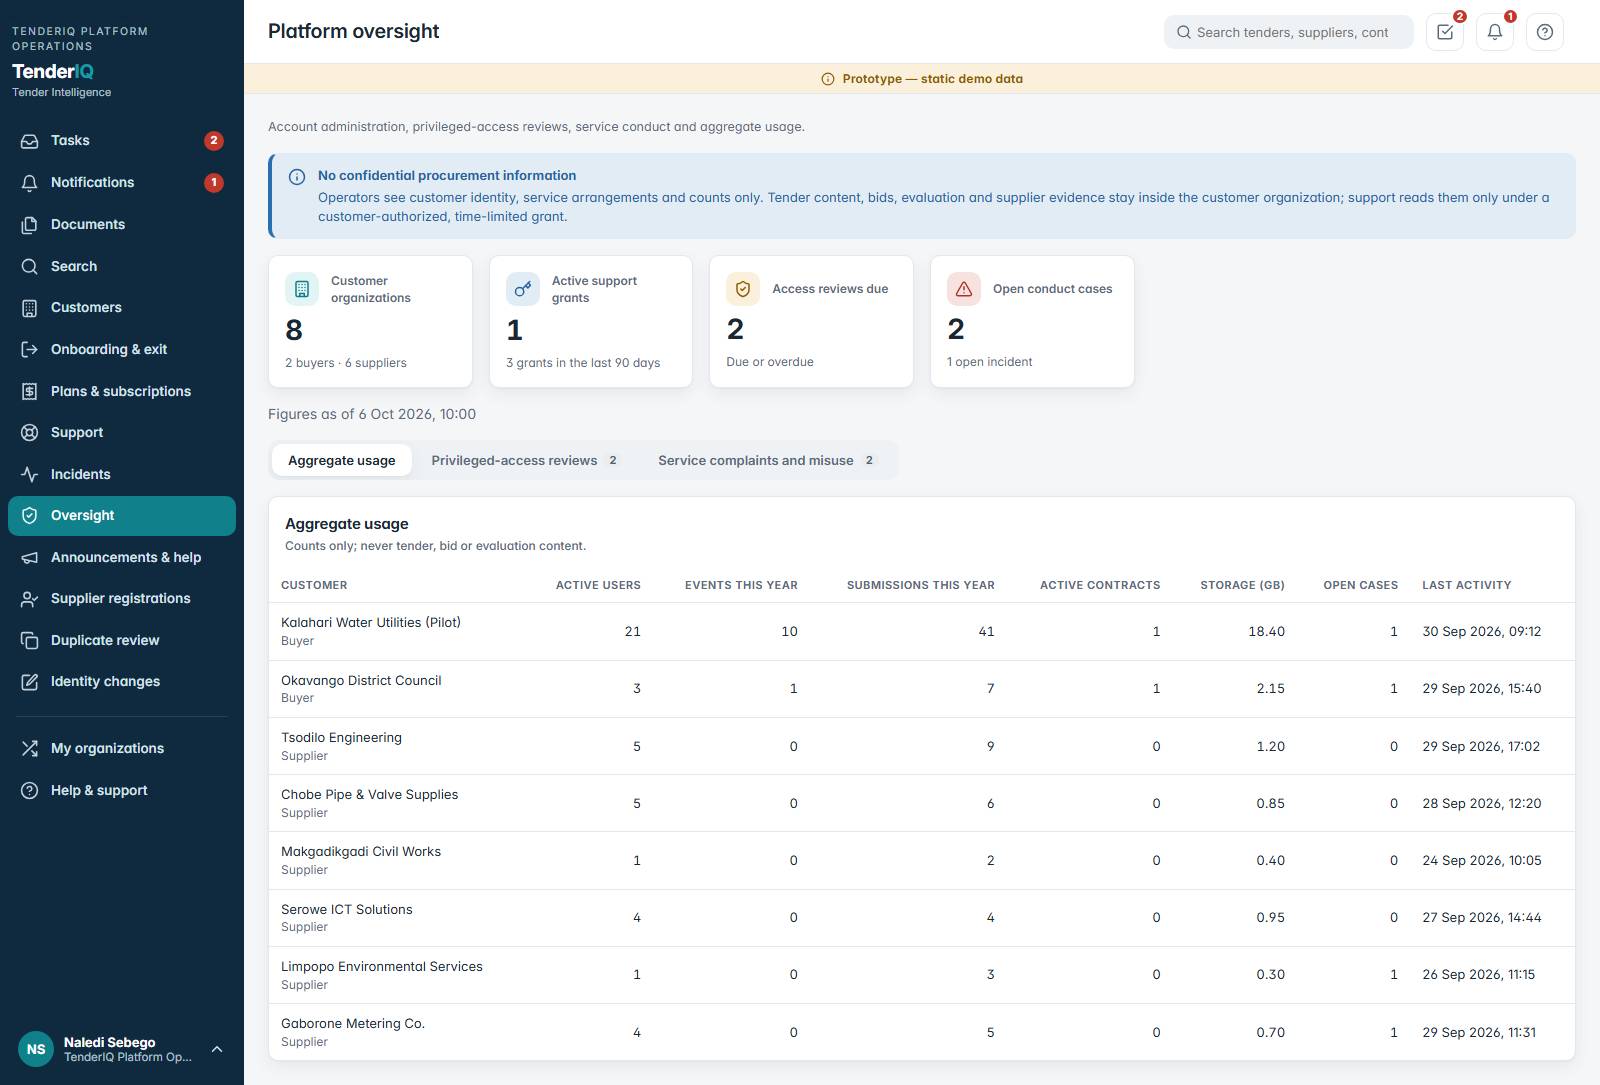 TENDERIQ PLATFORM
OPERATIONS
TenderIQ
Tender Intelligence
Tasks 2
Notifications 1
Documents
Search
Customers
Onboarding & exit
Plans & subscriptions
Support
Incidents
Oversight
Announcements & help
Supplier registrations
Duplicate review
Identity changes
My organizations
Help & support
NS
Naledi Sebego
TenderIQ Platform Op...
Platform oversight
Search tenders, suppliers, cont
2
1
Prototype — static demo data
Account administration, privileged-access reviews, service conduct and aggregate usage.
No confidential procurement information
Operators see customer identity, service arrangements and counts only. Tender content, bids, evaluation and supplier evidence stay inside the customer organization; support reads them only under a
customer-authorized, time-limited grant.
Customer
organizations
8
2 buyers · 6 suppliers
Active support
grants
1
3 grants in the last 90 days
Access reviews due
2
Due or overdue
Open conduct cases
2
1 open incident
Figures as of 6 Oct 2026, 10:00
Aggregate usage Privileged-access reviews 2 Service complaints and misuse 2
Aggregate usage
Counts only; never tender, bid or evaluation content.
CUSTOMER ACTIVE USERS EVENTS THIS YEAR SUBMISSIONS THIS YEAR ACTIVE CONTRACTS STORAGE (GB) OPEN CASES LAST ACTIVITY
Kalahari Water Utilities (Pilot)
Buyer
21 10 41 1 18.40 1 30 Sep 2026, 09:12
Okavango District Council
Buyer
3 1 7 1 2.15 1 29 Sep 2026, 15:40
Tsodilo Engineering
Supplier
5 0 9 0 1.20 0 29 Sep 2026, 17:02
Chobe Pipe & Valve Supplies
Supplier
5 0 6 0 0.85 0 28 Sep 2026, 12:20
Makgadikgadi Civil Works
Supplier
1 0 2 0 0.40 0 24 Sep 2026, 10:05
Serowe ICT Solutions
Supplier
4 0 4 0 0.95 0 27 Sep 2026, 14:44
Limpopo Environmental Services
Supplier
1 0 3 0 0.30 1 26 Sep 2026, 11:15
Gaborone Metering Co.
Supplier
4 0 5 0 0.70 1 29 Sep 2026, 11:31